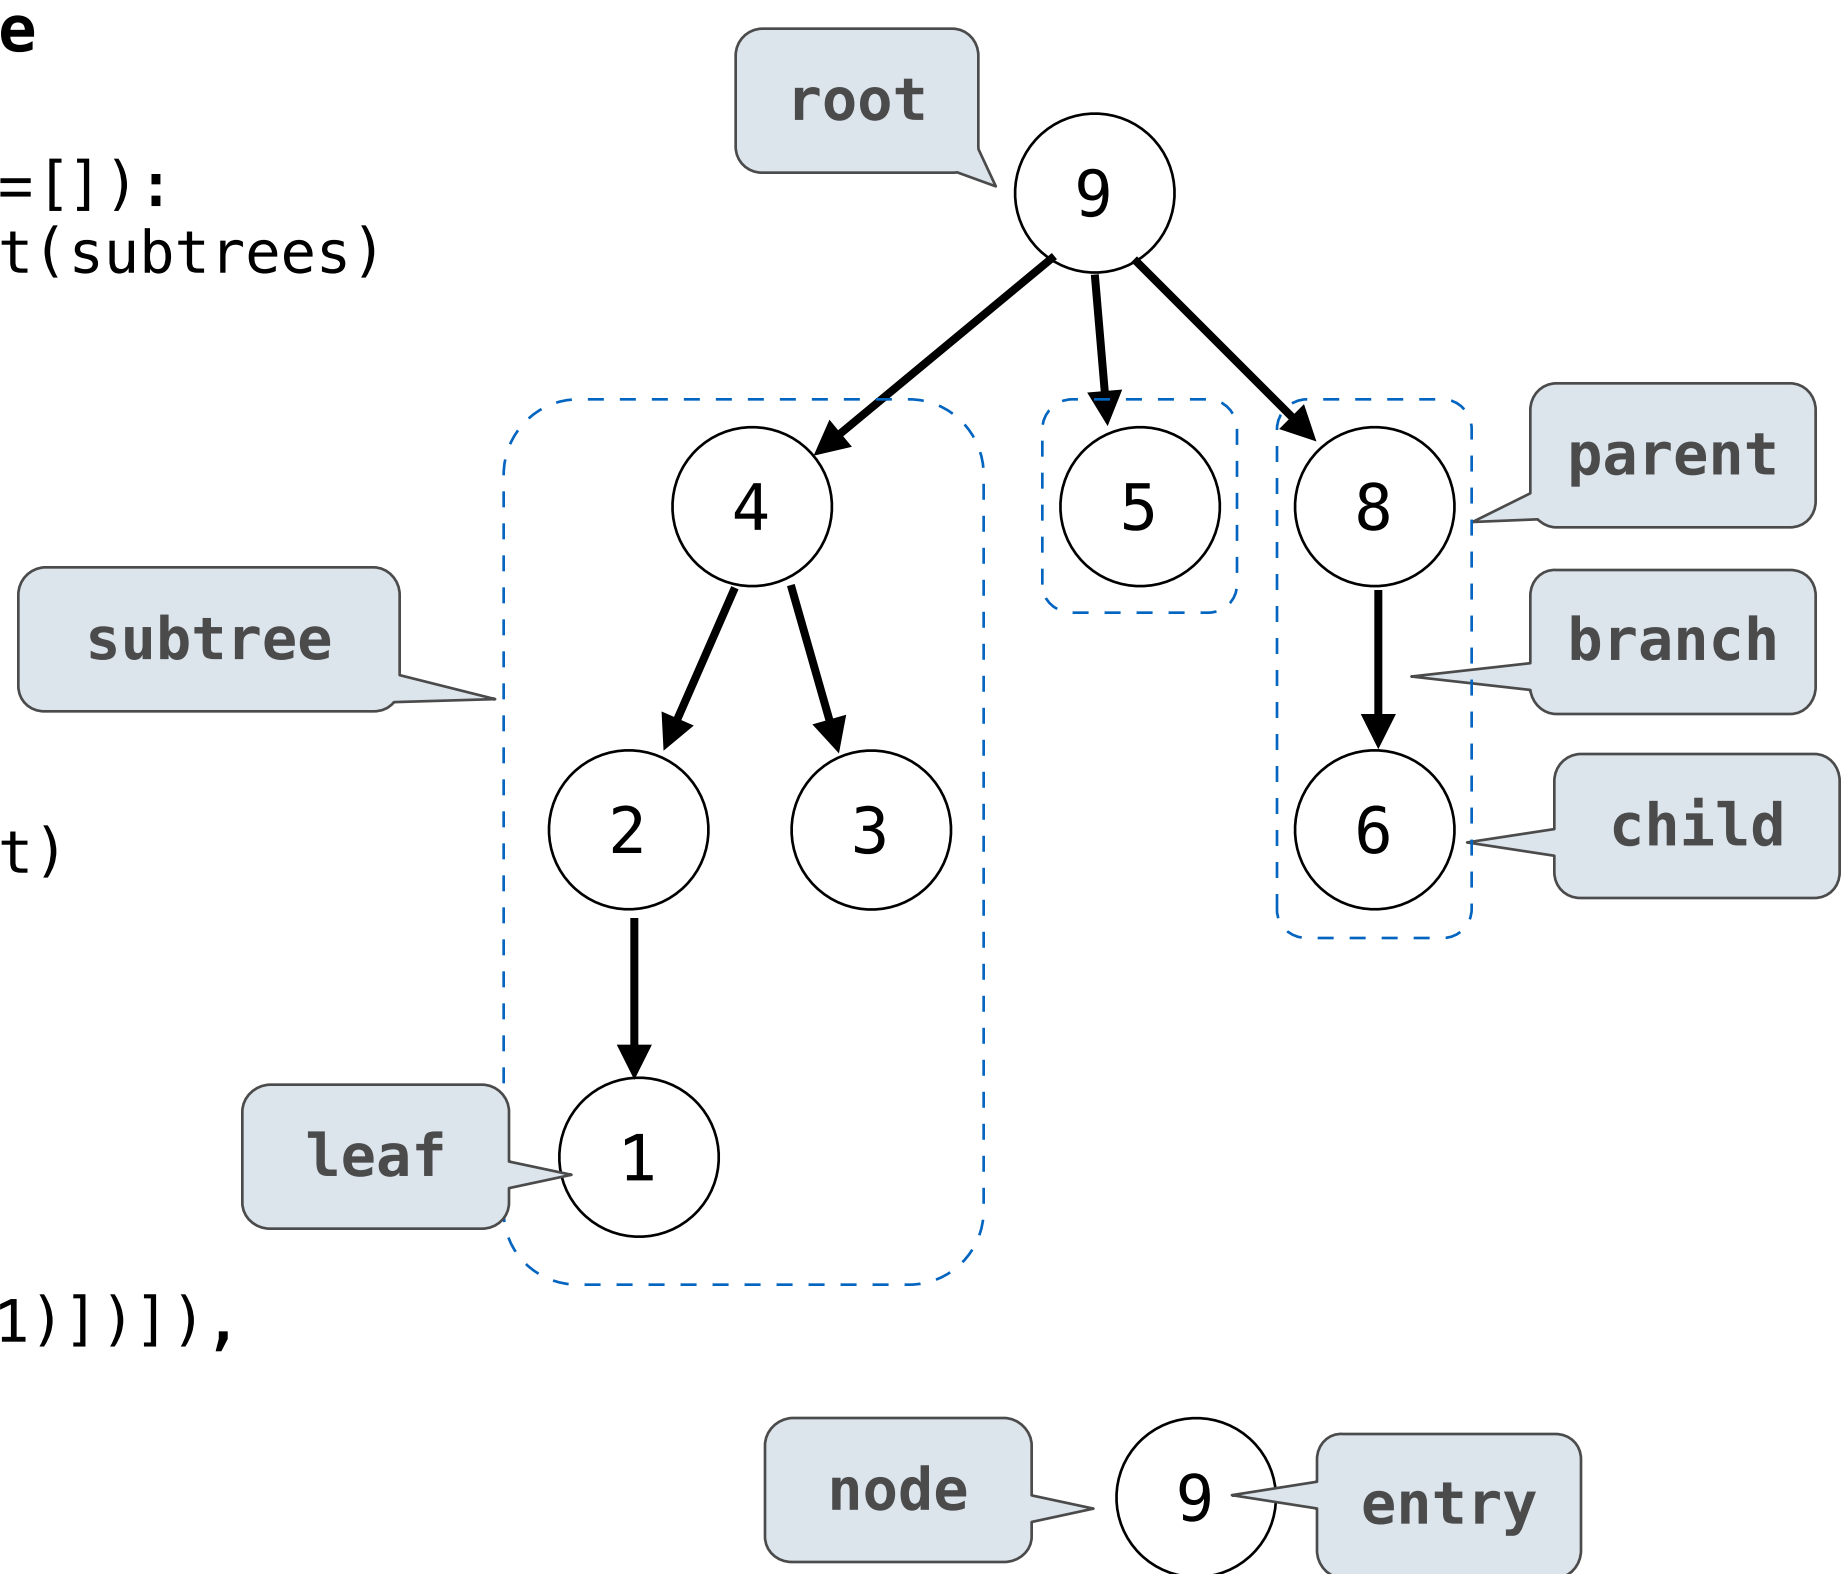 e
root
9
=[]):
t(subtrees)
parent
4
5
8
subtree
branch
2
3
6
child
t)
leaf
1
1)])]),
node
9
entry